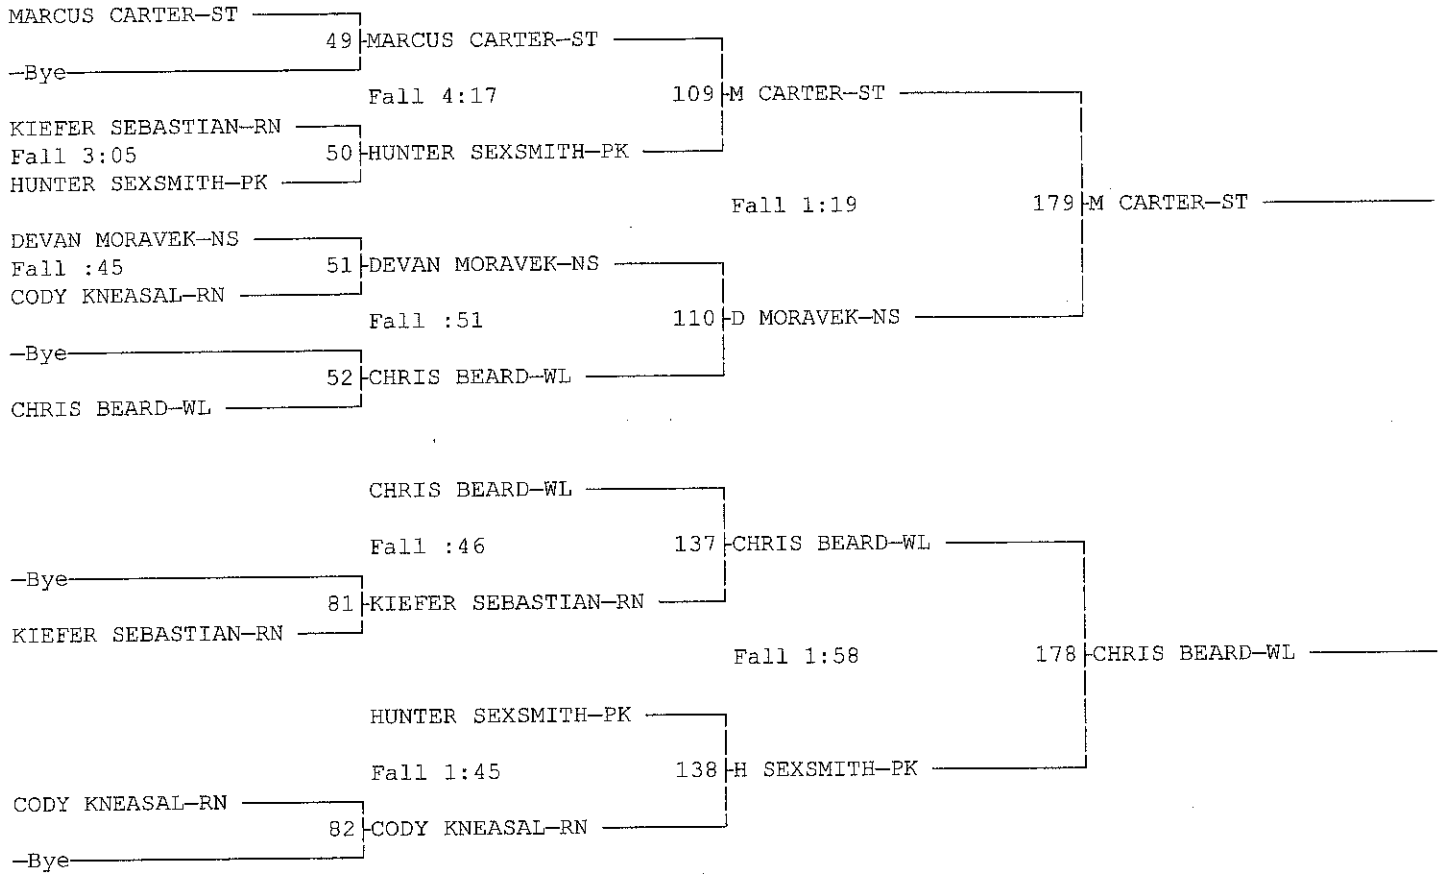 MARCUS CARTER—ST
49 MARCUS CARTER—ST
—Bye
Fall 4:17
109 M CARTER—ST
KIEFER SEBASTIAN—RN
Fall 3:05
50 HUNTER SEXSMITH—PK
HUNTER SEXSMITH—PK
Fall 1:19
179 M CARTER—ST
DEVAN MORAVEK—NS
Fall :45
51 DEVAN MORAVEK—NS
CODY KNEASAL—RN
Fall :51
110 D MORAVEK—NS
—Bye
52 CHRIS BEARD—WL
CHRIS BEARD—WL
CHRIS BEARD—WL
Fall :46
137 CHRIS BEARD—WL
—Bye
81 KIEFER SEBASTIAN—RN
KIEFER SEBASTIAN—RN
Fall 1:58
178 CHRIS BEARD—WL
HUNTER SEXSMITH—PK
Fall 1:45
138 H SEXSMITH—PK
CODY KNEASAL—RN
82 CODY KNEASAL—RN
—Bye